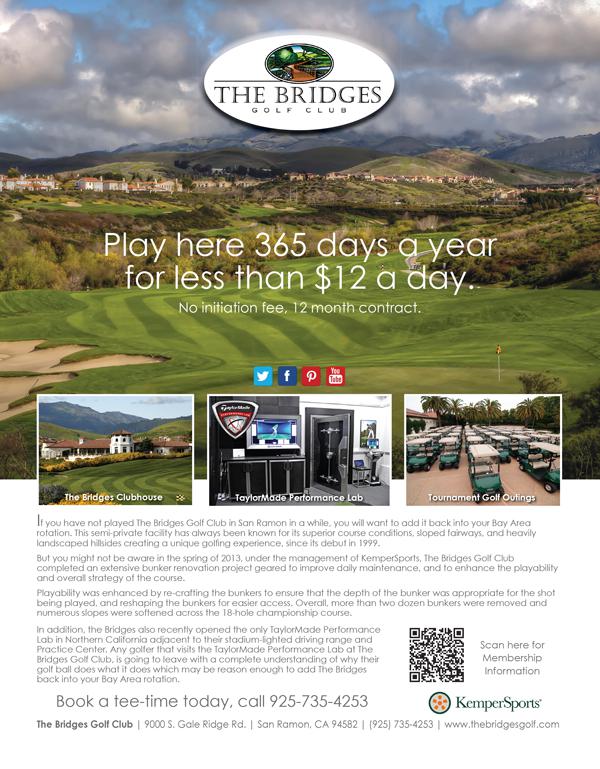 THE BRIDGES
GOLF CLUB
Play here 365 days a year
for less than $12 a day.
No initiation fee, 12 month contract.
You
Tube
TaylorMade
PERFORMANCE LAB
The Bridges Clubhouse
TaylorMade Performance Lab
Tournament Golf Outings
If you have not played The Bridges Golf Club in San Ramon in a while, you will want to add it back into your Bay Area
rotation. This semi-private facility has always been known for its superior course conditions, sloped fairways, and heavily
landscaped hillsides creating a unique golfing experience, since its debut in 1999.
But you might not be aware in the spring of 2013, under the management of KemperSports, The Bridges Golf Club
completed an extensive bunker renovation project geared to improve daily maintenance, and to enhance the playability
and overall strategy of the course.
Playability was enhanced by re-crafting the bunkers to ensure that the depth of the bunker was appropriate for the shot
being played, and reshaping the bunkers for easier access. Overall, more than two dozen bunkers were removed and
numerous slopes were softened across the 18-hole championship course.
In addition, the Bridges also recently opened the only TaylorMade Performance
Lab in Northern California adjacent to their stadium-lighted driving range and
Practice Center. Any golfer that visits the TaylorMade Performance Lab at The
Bridges Golf Club, is going to leave with a complete understanding of why their
golf ball does what it does which may be reason enough to add The Bridges
back into your Bay Area rotation.
Scan here for
Membership
Information
Book a tee-time today, call 925-735-4253
KemperSports
The Bridges Golf Club | 9000 S. Gale Ridge Rd. | San Ramon, CA 94582 | (925) 735-4253 | www.thebridgesgolf.com